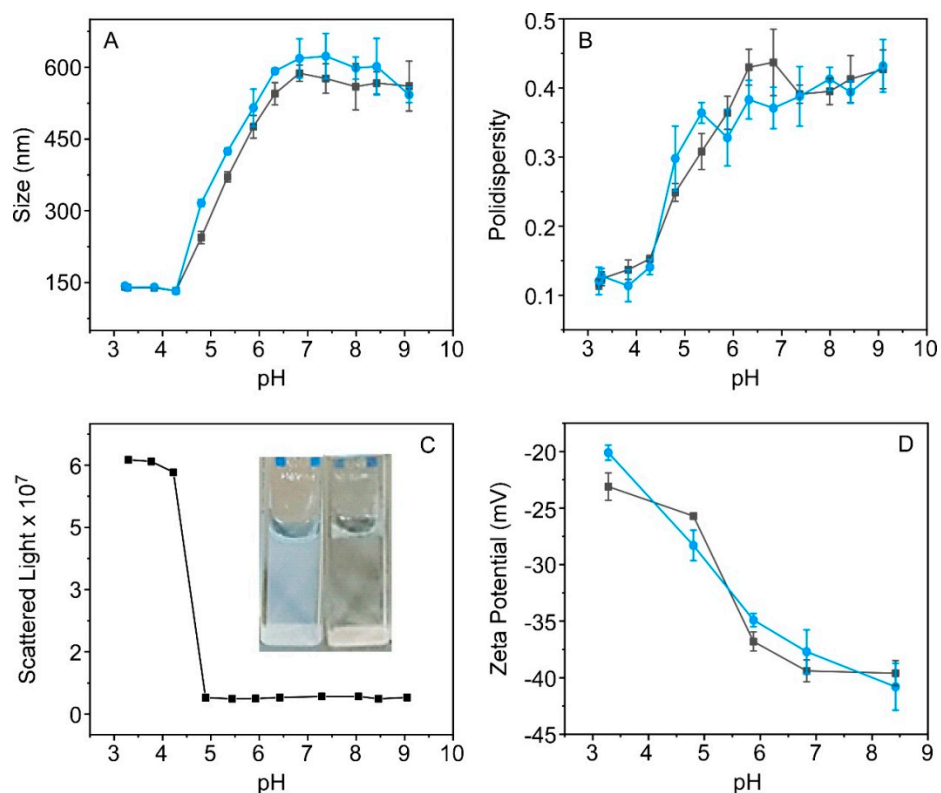 A
Size (nm)
600
450
300
150
3 4 5 6 7 8 9 10
pH
B
Polidispersity
0.5
0.4
0.3
0.2
0.1
3 4 5 6 7 8 9 10
pH
C
Scattered Light x 10⁷
6
5
3
2
0
3 4 5 6 7 8 9 10
pH
D
Zeta Potential (mV)
-20
-25
-30
-35
-40
-45
3 4 5 6 7 8 9
pH